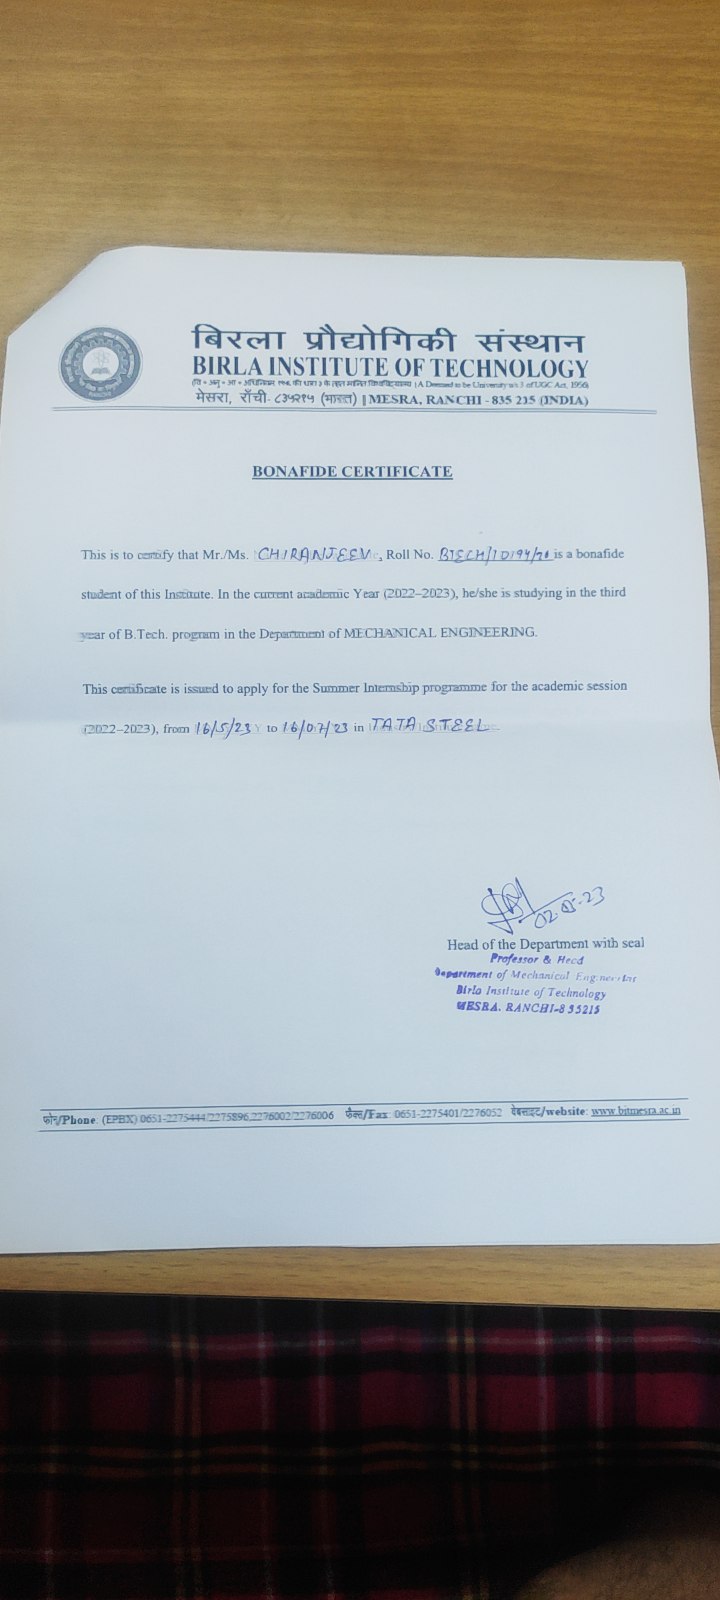 बिरला प्रौद्योगिकी संस्थान
BIRLA INSTITUTE OF TECHNOLOGY
(A Deemed to be University u/s 3 of UGC Act, 1956)
मेसरा, राँची- ८३५२१५ (भारत) | MESRA, RANCHI - 835 215 (INDIA)
BONAFIDE CERTIFICATE
This is to certify that Mr./Ms. CHIRANJEEV, Roll No. is a bonafide
student of this Institute. In the current academic Year (2022–2023), he/she is studying in the third
year of B.Tech. program in the Department of MECHANICAL ENGINEERING.
This certificate is issued to apply for the Summer Internship programme for the academic session
(2022–2023), from 16/5/23 to 16/07/23 in TATA STEEL
02.05.23
Head of the Department with seal
Professor & Head
Department of Mechanical Engineering
Birla Institute of Technology
MESRA, RANCHI-835215
फोन/Phone: (EPBX) 0651-2275444/2275896, 2276002/2276006 फैक्स/Fax: 0651-2275401/2276052 वेबसाइट/website: www.bitmesra.ac.in